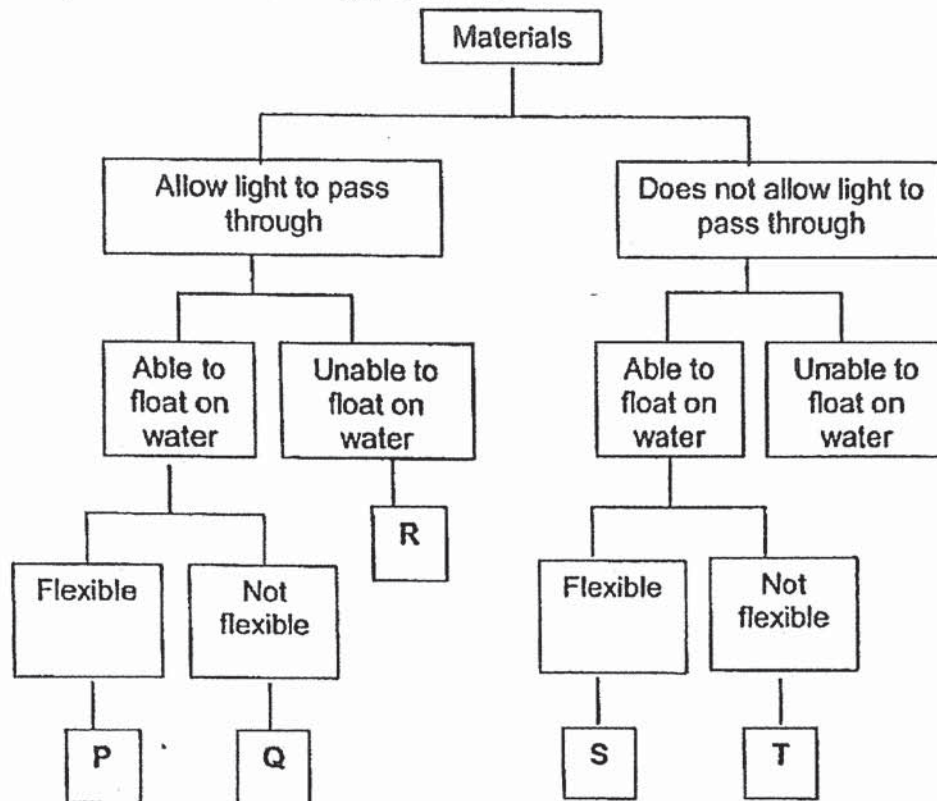 Materials
Allow light to pass
through
Does not allow light to
pass through
Able to
float on
water
Unable to
float on
water
Able to
float on
water
Unable to
float on
water
R
Flexible
Not
flexible
Flexible
Not
flexible
P
Q
S
T